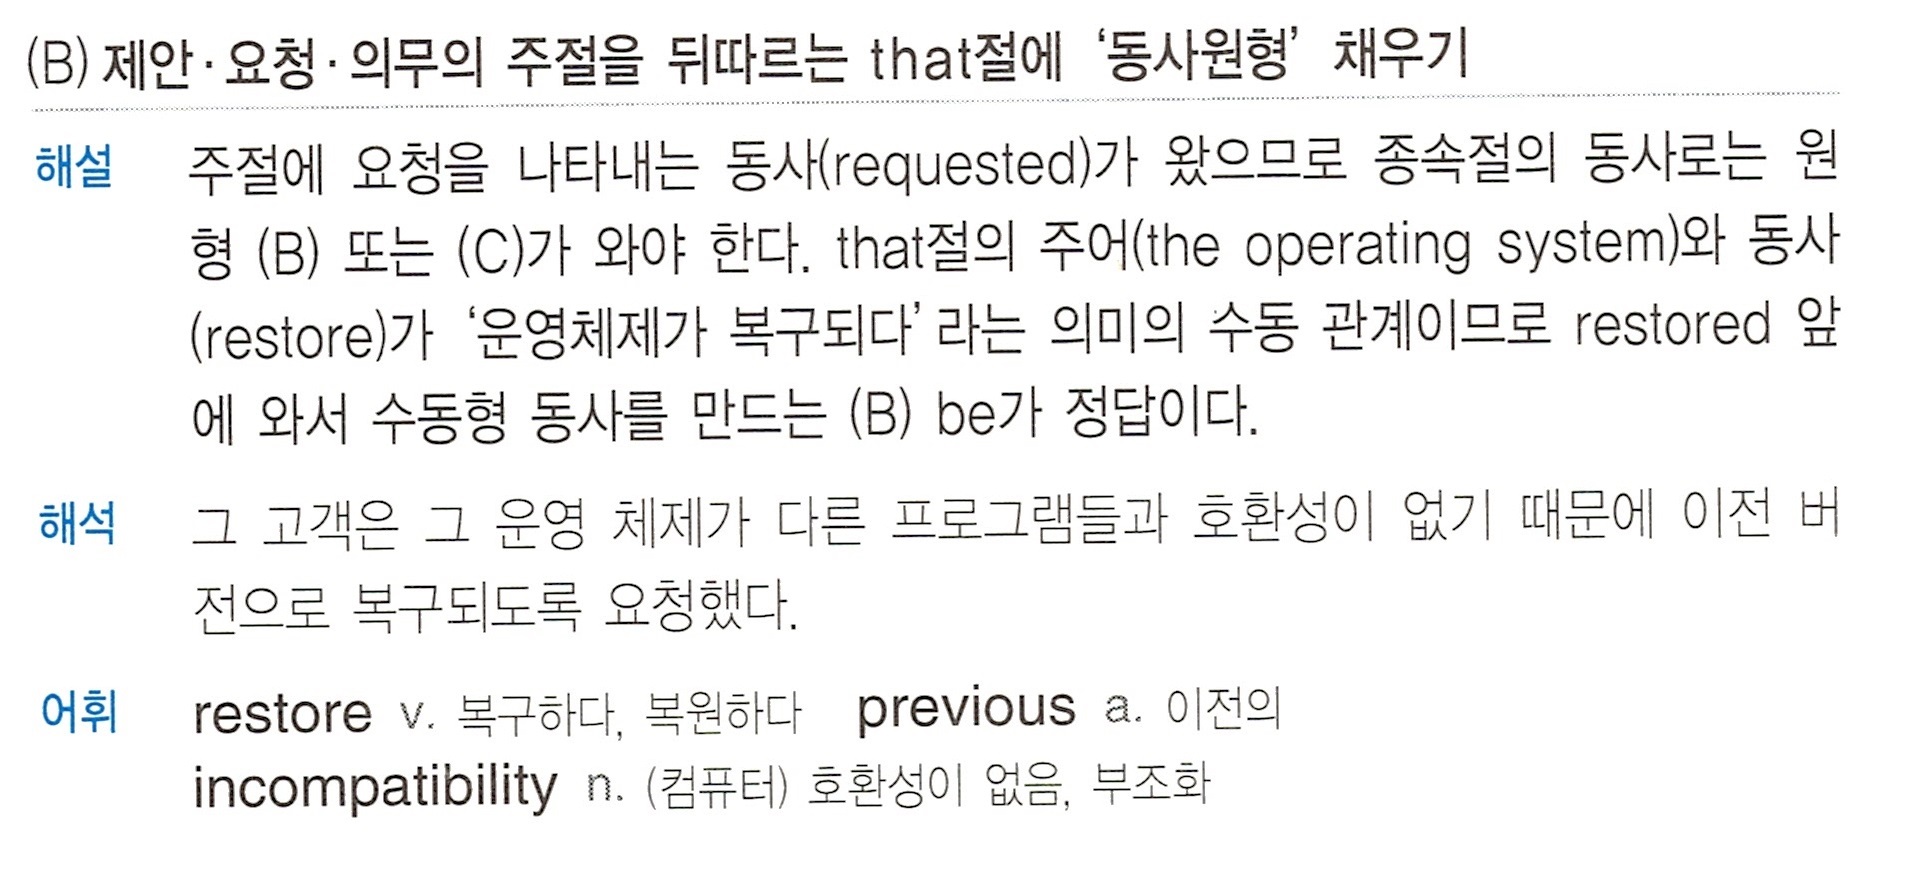 (B) 제안·요청·의무의 주절을 뒤따르는 that절에 ‘동사원형’ 채우기
해설 주절에 요청을 나타내는 동사(requested)가 왔으므로 종속절의 동사로는 원
형 (B) 또는 (C)가 와야 한다. that절의 주어(the operating system)와 동사
(restore)가 ‘운영체제가 복구되다’라는 의미의 수동 관계이므로 restored 앞
에 와서 수동형 동사를 만드는 (B) be가 정답이다.
해석 그 고객은 그 운영 체제가 다른 프로그램들과 호환성이 없기 때문에 이전 버
전으로 복구되도록 요청했다.
어휘 restore v. 복구하다, 복원하다 previous a. 이전의
incompatibility n. (컴퓨터) 호환성이 없음, 부조화